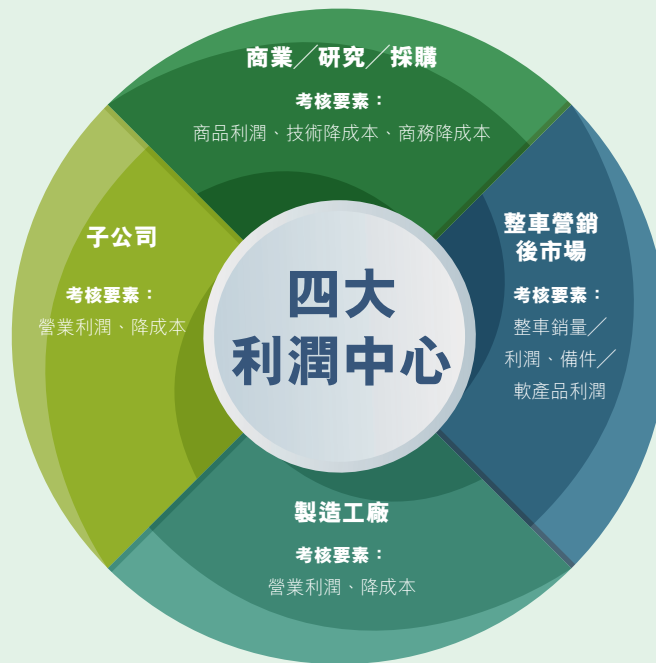 商業╱研究╱採購
考核要素：
商品利潤、技術降成本、商務降成本
子公司
考核要素：
營業利潤、降成本
四大
利潤中心
整車營銷
後市場
考核要素：
整車銷量╱
利潤、備件╱
軟產品利潤
製造工廠
考核要素：
營業利潤、降成本